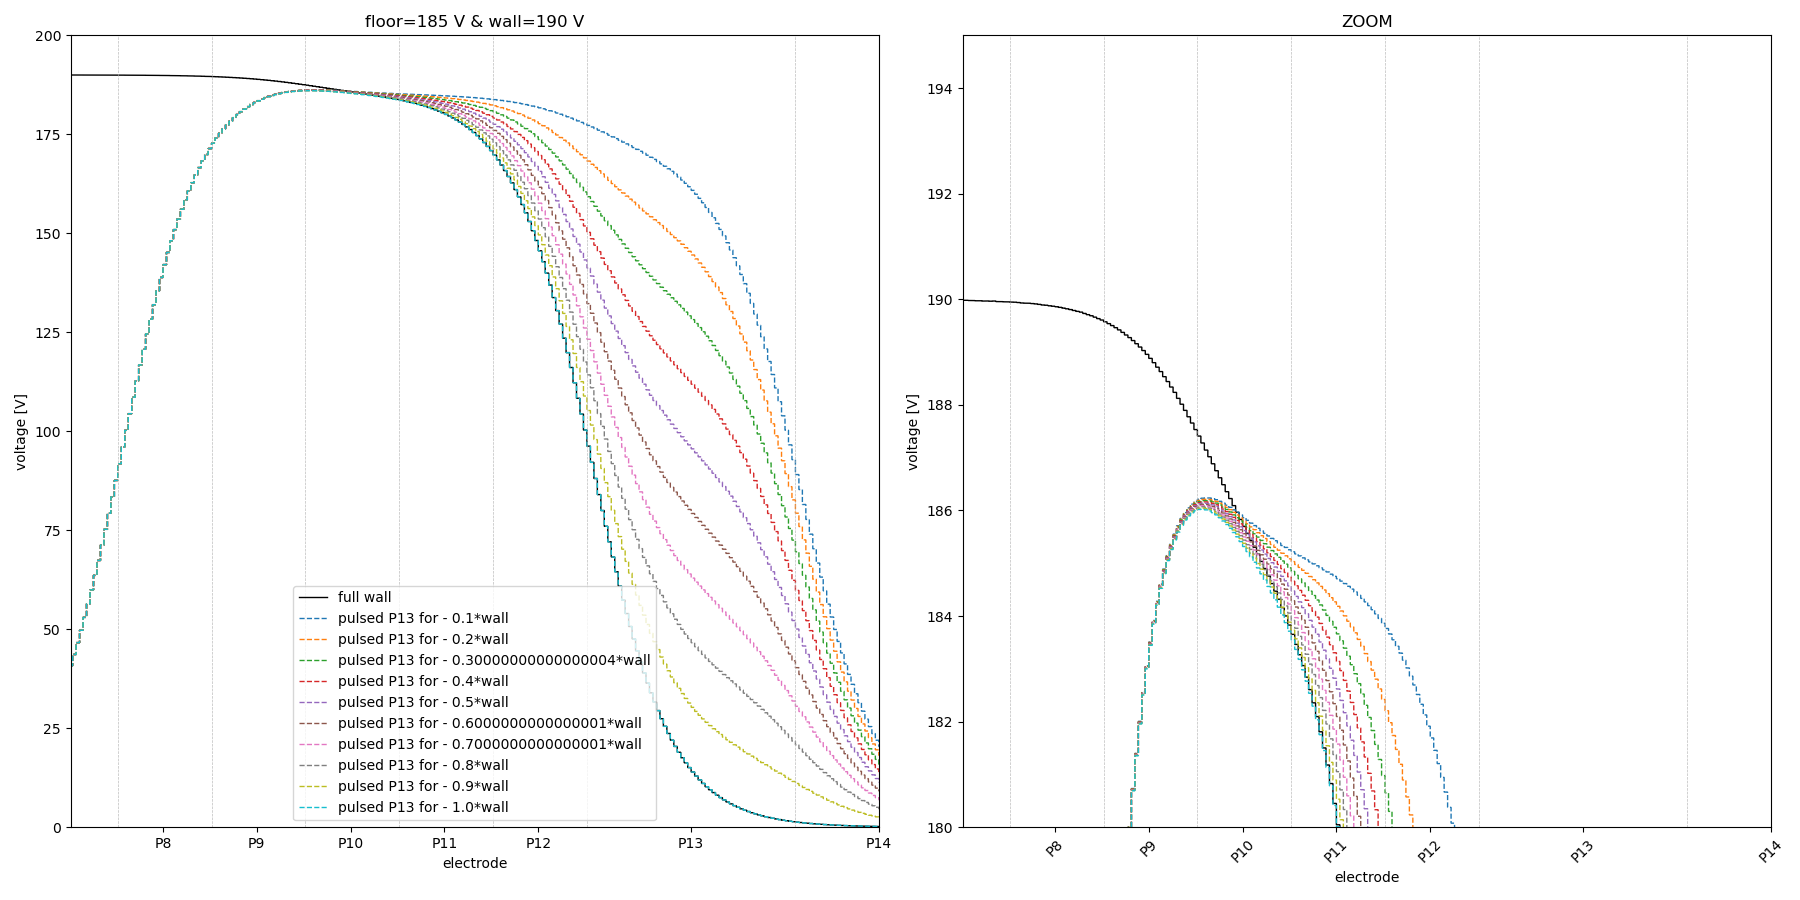 floor=185 V & wall=190 V
200
175
150
125
100
75
50
25
0
voltage [V]
full wall
pulsed P13 for - 0.1*wall
pulsed P13 for - 0.2*wall
pulsed P13 for - 0.30000000000000004*wall
pulsed P13 for - 0.4*wall
pulsed P13 for - 0.5*wall
pulsed P13 for - 0.6000000000000001*wall
pulsed P13 for - 0.7000000000000001*wall
pulsed P13 for - 0.8*wall
pulsed P13 for - 0.9*wall
pulsed P13 for - 1.0*wall
P8 P9 P10 P11 P12 P13 P14
electrode
ZOOM
194
192
190
188
186
184
182
180
voltage [V]
P8 P9 P10 P11 P12 P13 P14
electrode